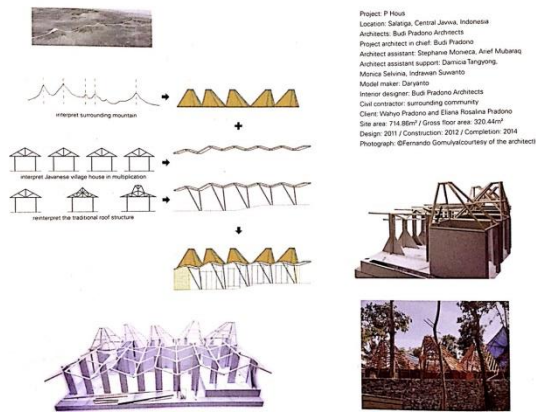 Project: P Hous
Location: Salatiga, Central Javwa, Indonesia
Architects: Budi Pradono Architects
Project architect in chief: Budi Pradono
Architect assistant: Stephanie Monieca, Arief Mubaraq
Architect assistant support: Darnicia Tangyong,
Monica Selvinia, Indrawan Suwanto
Model maker: Daryanto
Interior designer: Budi Pradono Architects
Civil contractor: surrounding community
Client: Wahyo Pradono and Eliana Rosalina Pradono
Site area: 714.86m² / Gross floor area: 320.44m²
Design: 2011 / Construction: 2012 / Completion: 2014
Photograph: ©Fernando Gomulya(courtesy of the architect)
interpret surrounding mountain
interpret Javanese village house in multiplication
reinterpret the traditional roof structure